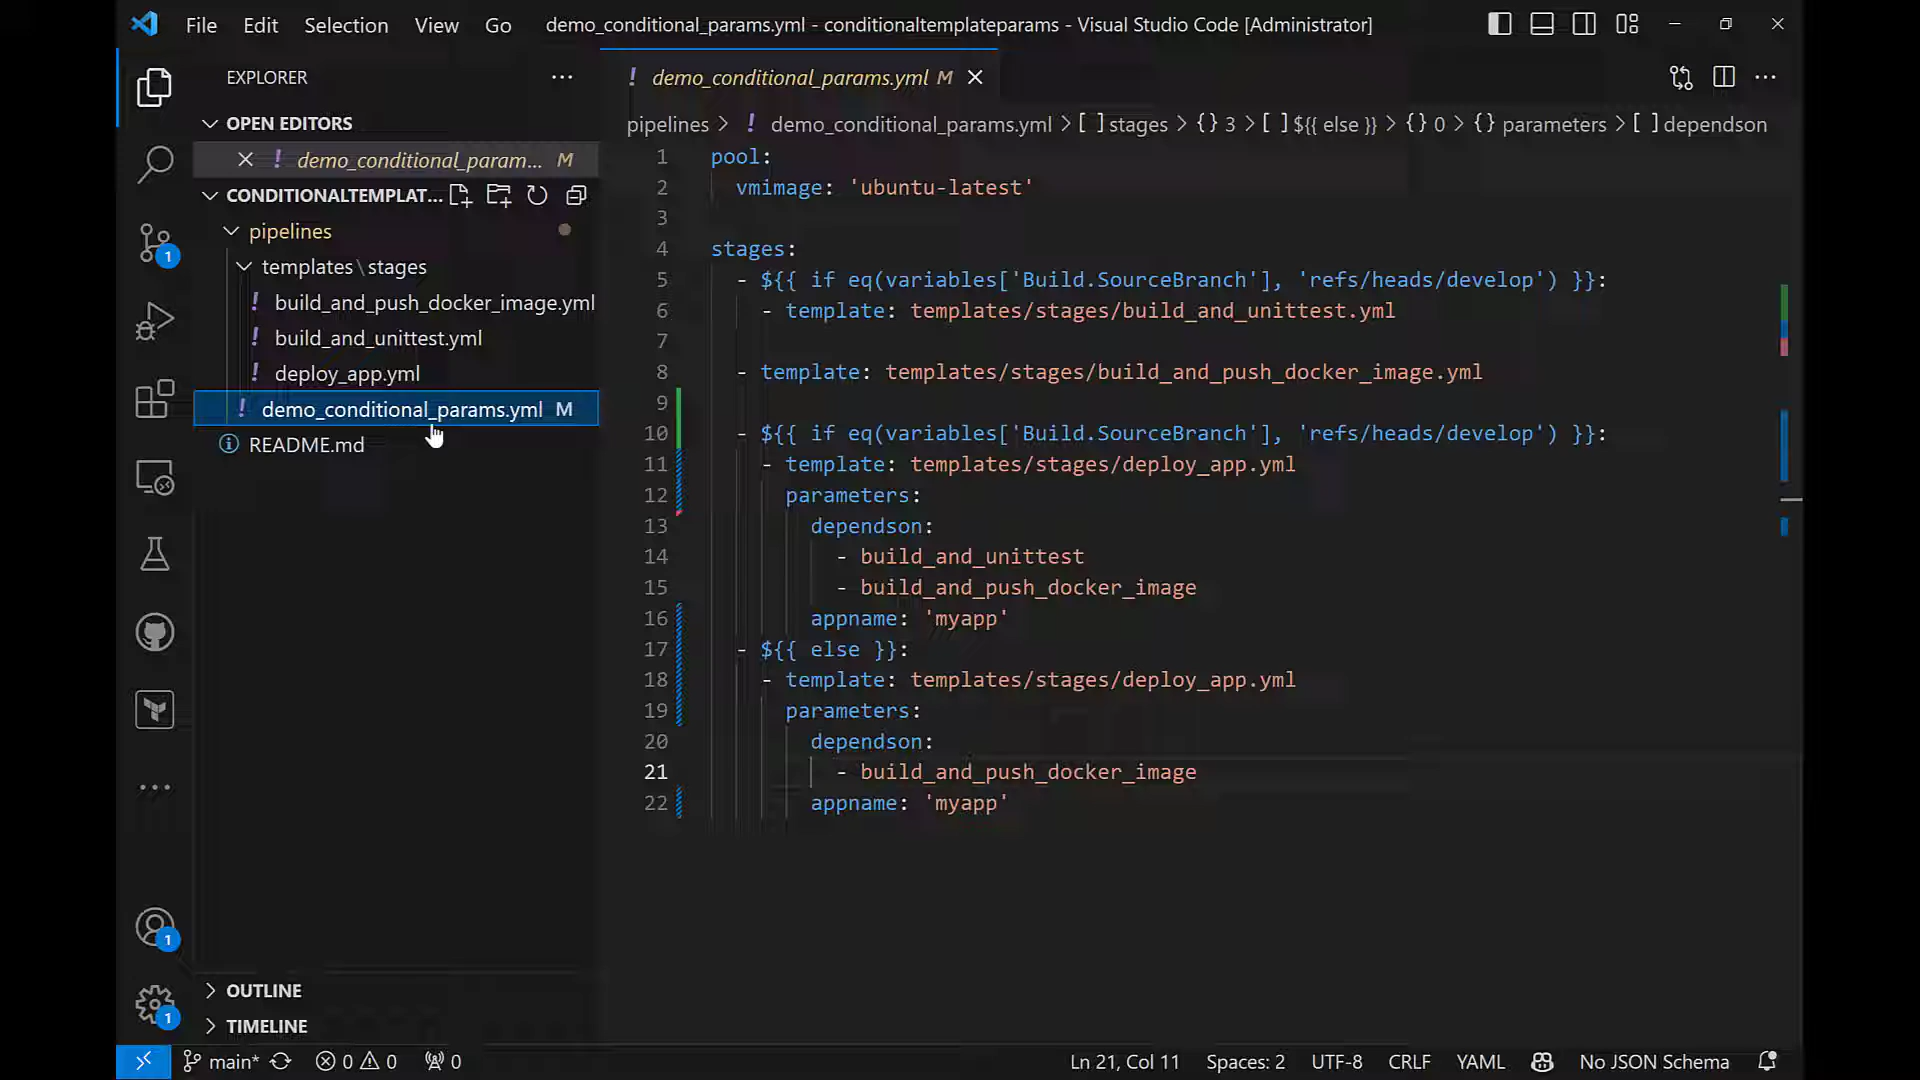 File Edit Selection View Go demo_conditional_params.yml - conditionaltemplateparams - Visual Studio Code [Administrator]
EXPLORER
OPEN EDITORS
demo_conditional_param... M
CONDITIONALTEMPLAT...
pipelines
templates\stages
! build_and_push_docker_image.yml
! build_and_unittest.yml
! deploy_app.yml
! demo_conditional_params.yml M
README.md
OUTLINE
TIMELINE
1
1
1
! demo_conditional_params.yml M
pipelines > ! demo_conditional_params.yml > [ ] stages > {} 3 > [ ] ${{ else }} > {} 0 > {} parameters > [ ] dependson
1 pool:
2 vmimage: 'ubuntu-latest'
3
4 stages:
5 - ${{ if eq(variables['Build.SourceBranch'], 'refs/heads/develop') }}:
6 - template: templates/stages/build_and_unittest.yml
7
8 - template: templates/stages/build_and_push_docker_image.yml
9
10 - ${{ if eq(variables['Build.SourceBranch'], 'refs/heads/develop') }}:
11 - template: templates/stages/deploy_app.yml
12 parameters:
13 dependson:
14 - build_and_unittest
15 - build_and_push_docker_image
16 appname: 'myapp'
17 - ${{ else }}:
18 - template: templates/stages/deploy_app.yml
19 parameters:
20 dependson:
21 - build_and_push_docker_image
22 appname: 'myapp'
main* 0 0 0 Ln 21, Col 11 Spaces: 2 UTF-8 CRLF YAML No JSON Schema